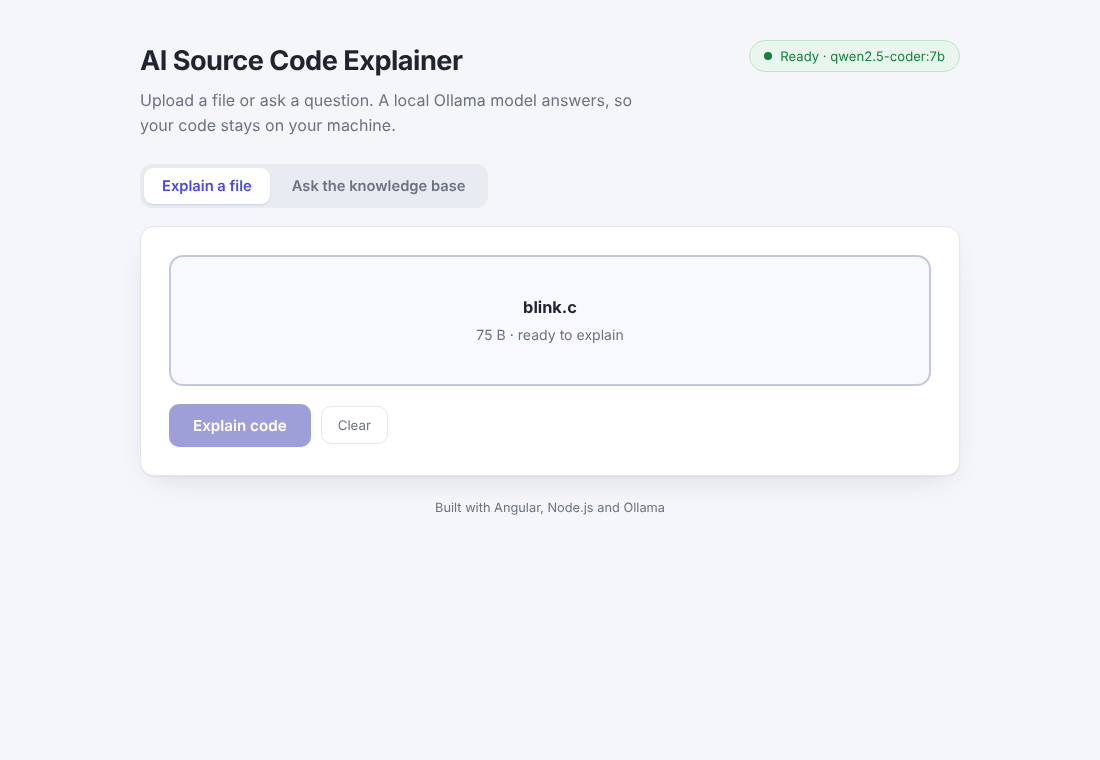 AI Source Code Explainer
Ready · qwen2.5-coder:7b
Upload a file or ask a question. A local Ollama model answers, so
your code stays on your machine.
Explain a file
Ask the knowledge base
blink.c
75 B · ready to explain
Explain code
Clear
Built with Angular, Node.js and Ollama